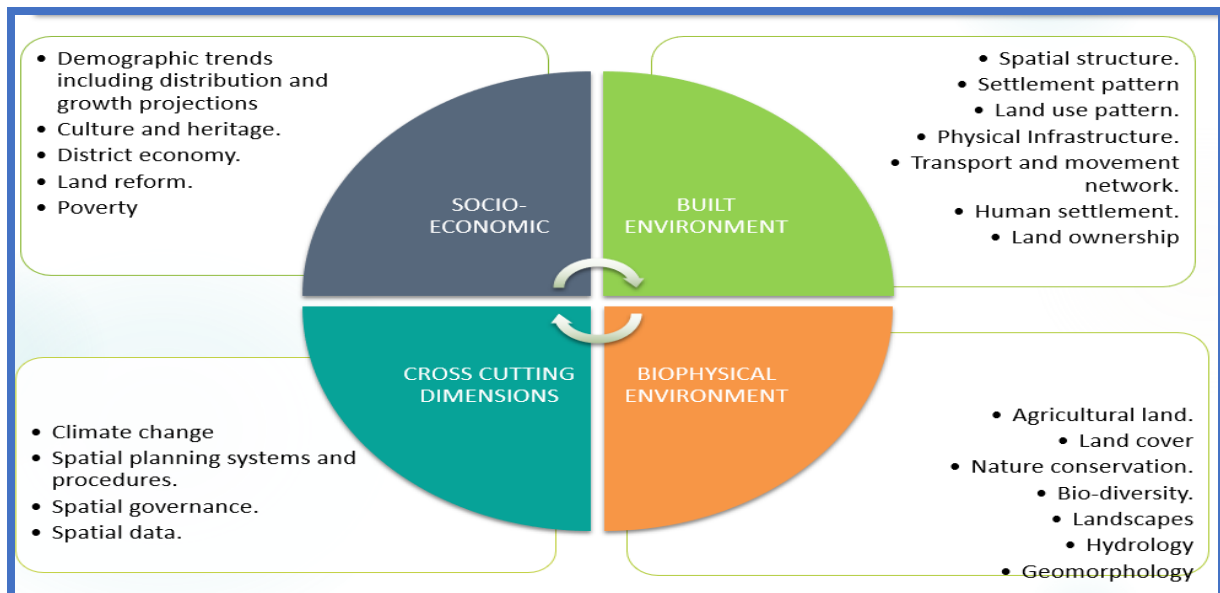 • Demographic trends
including distribution and
growth projections
• Culture and heritage.
• District economy.
• Land reform.
• Poverty
SOCIO-
ECONOMIC
• Spatial structure.
• Settlement pattern
• Land use pattern.
• Physical Infrastructure.
• Transport and movement
network.
• Human settlement.
• Land ownership
BUILT
ENVIRONMENT
• Climate change
• Spatial planning systems and
procedures.
• Spatial governance.
• Spatial data.
CROSS CUTTING
DIMENSIONS
BIOPHYSICAL
ENVIRONMENT
• Agricultural land.
• Land cover
• Nature conservation.
• Bio-diversity.
• Landscapes
• Hydrology
• Geomorphology